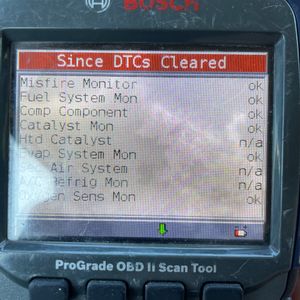 BOSCH
Since DTCs Cleared
Misfire Monitor ok
Fuel System Mon ok
Comp Component ok
Catalyst Mon ok
Htd Catalyst n/a
Evap System Mon ok
Air System n/a
Refrig Mon n/a
Sens Mon ok
ProGrade OBD II Scan Tool